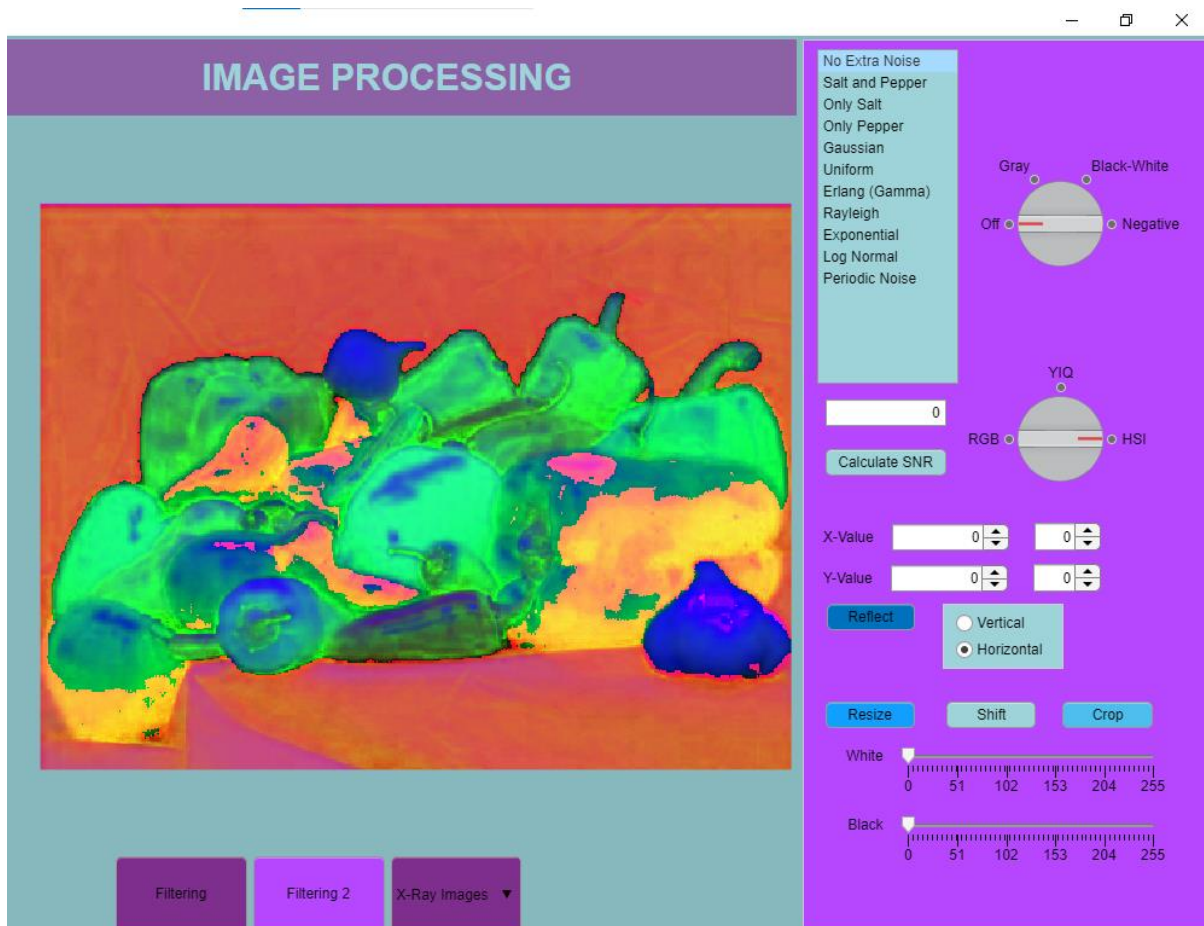 IMAGE PROCESSING
No Extra Noise
Salt and Pepper
Only Salt
Only Pepper
Gaussian
Uniform
Erlang (Gamma)
Rayleigh
Exponential
Log Normal
Periodic Noise
Gray
Black-White
Off
Negative
YIQ
RGB
HSI
0
Calculate SNR
X-Value 0 0
Y-Value 0 0
Reflect
Vertical
Horizontal
Resize Shift Crop
White
0 51 102 153 204 255
Black
0 51 102 153 204 255
Filtering Filtering 2 X-Ray Images